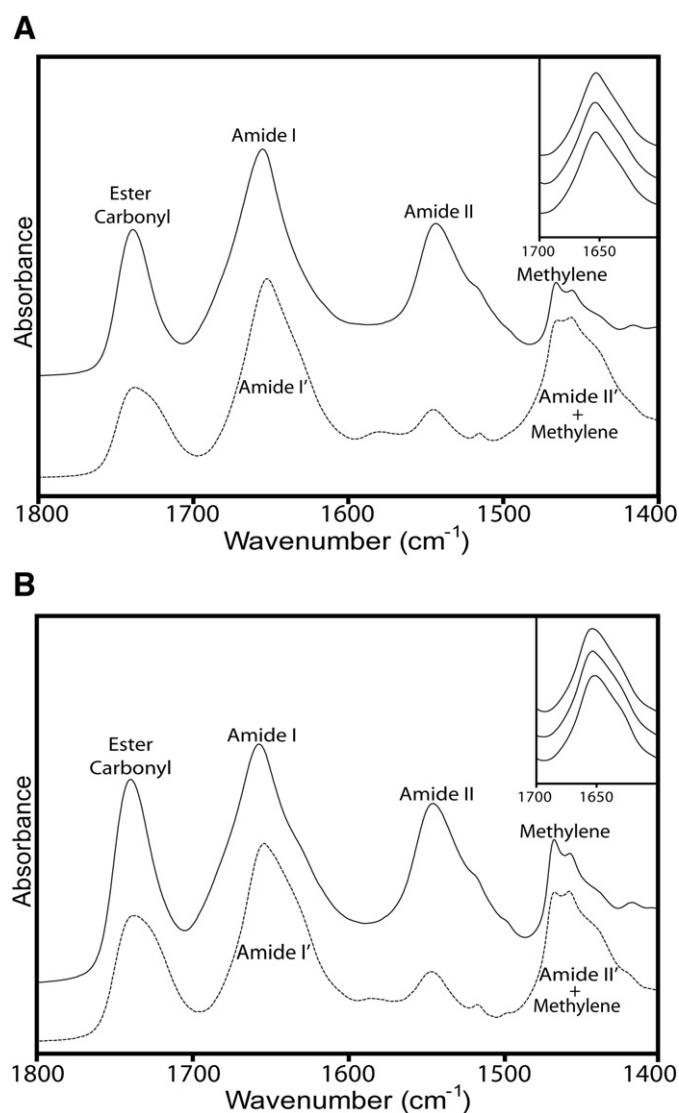 A
Amide I
Ester
Carbonyl
Amide II
1700
1650
Methylene
Amide I’
Amide II’
+
Methylene
Absorbance
1800
1700
1600
1500
1400
Wavenumber (cm⁻¹)
B
Amide I
Ester
Carbonyl
Amide II
1700
1650
Methylene
Amide I’
Amide II’
+
Methylene
Absorbance
1800
1700
1600
1500
1400
Wavenumber (cm⁻¹)